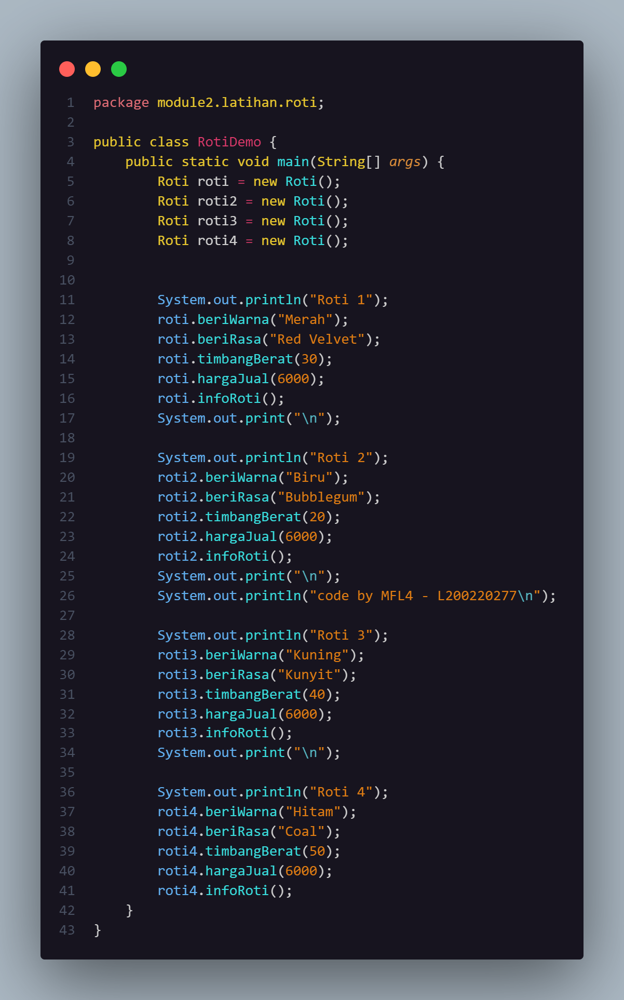 1 package module2.latihan.roti;
2
3 public class RotiDemo {
4     public static void main(String[] args) {
5         Roti roti = new Roti();
6         Roti roti2 = new Roti();
7         Roti roti3 = new Roti();
8         Roti roti4 = new Roti();
9
10
11         System.out.println("Roti 1");
12         roti.beriWarna("Merah");
13         roti.beriRasa("Red Velvet");
14         roti.timbangBerat(30);
15         roti.hargaJual(6000);
16         roti.infoRoti();
17         System.out.print("\n");
18
19         System.out.println("Roti 2");
20         roti2.beriWarna("Biru");
21         roti2.beriRasa("Bubblegum");
22         roti2.timbangBerat(20);
23         roti2.hargaJual(6000);
24         roti2.infoRoti();
25         System.out.print("\n");
26         System.out.println("code by MFL4 - L200220277\n");
27
28         System.out.println("Roti 3");
29         roti3.beriWarna("Kuning");
30         roti3.beriRasa("Kunyit");
31         roti3.timbangBerat(40);
32         roti3.hargaJual(6000);
33         roti3.infoRoti();
34         System.out.print("\n");
35
36         System.out.println("Roti 4");
37         roti4.beriWarna("Hitam");
38         roti4.beriRasa("Coal");
39         roti4.timbangBerat(50);
40         roti4.hargaJual(6000);
41         roti4.infoRoti();
42     }
43 }